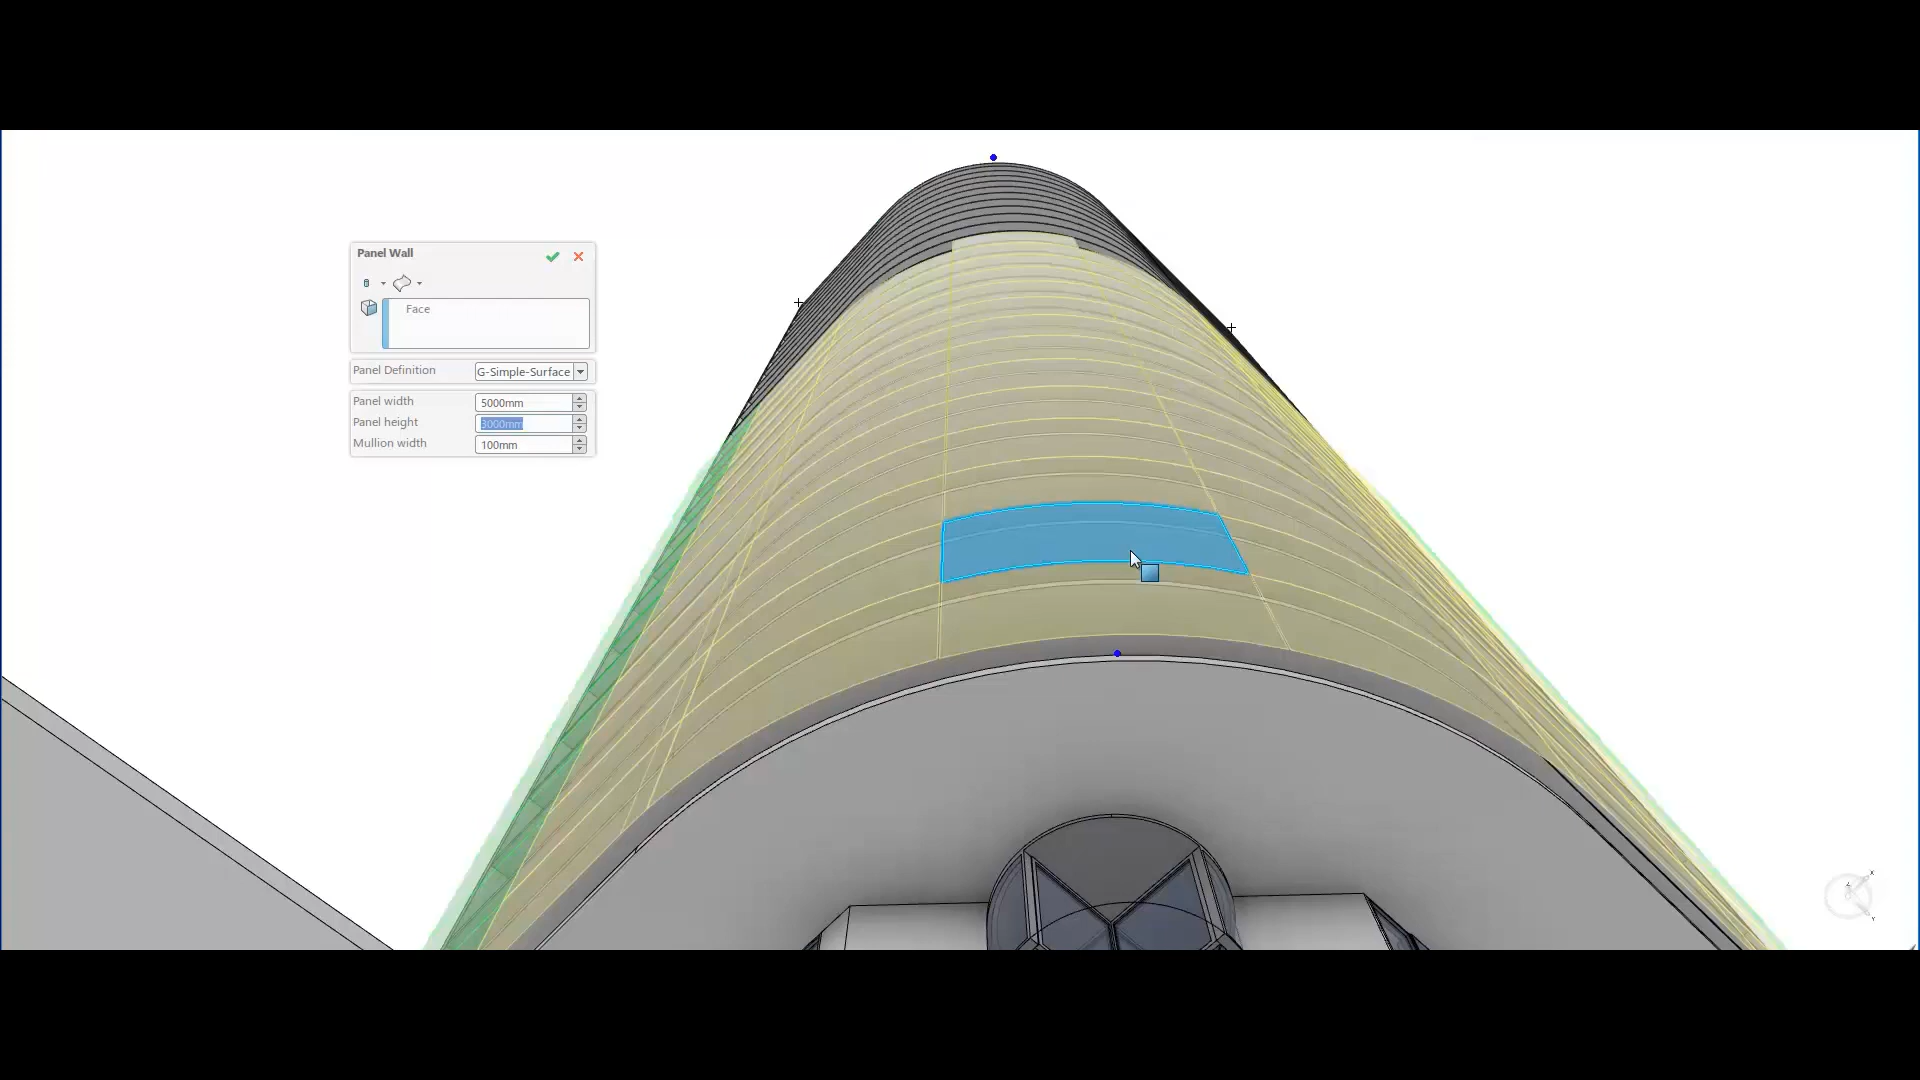 Panel Wall
Face
Panel Definition G-Simple-Surface
Panel width 5000mm
Panel height 3000mm
Mullion width 100mm
X
Y